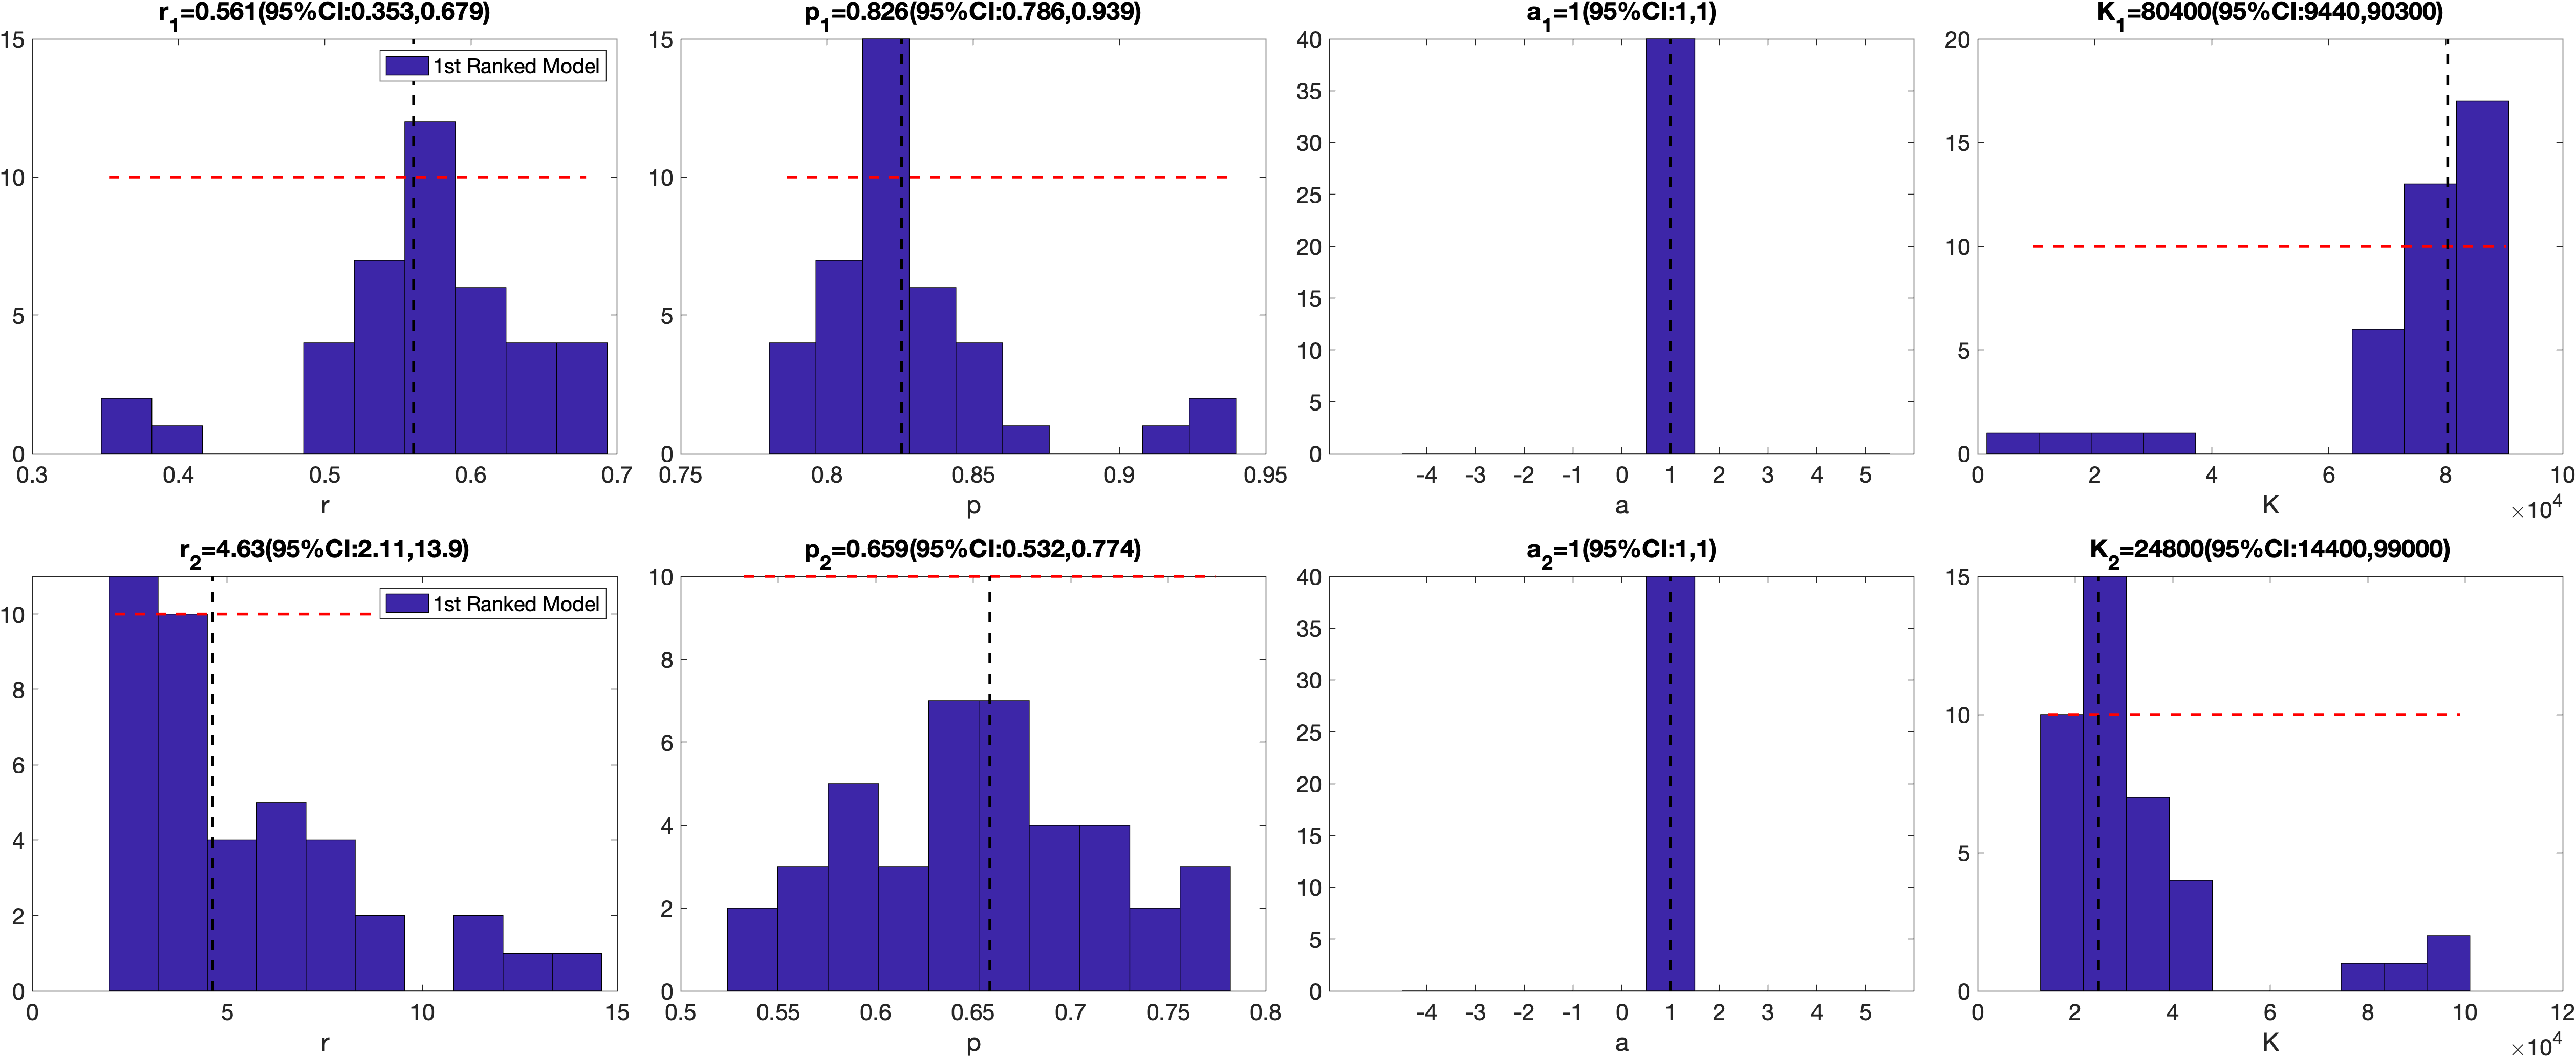 r1=0.561(95%CI:0.353,0.679)
15
10
5
0
0.3 0.4 0.5 0.6 0.7
r
1st Ranked Model
p1=0.826(95%CI:0.786,0.939)
15
10
5
0
0.75 0.8 0.85 0.9 0.95
p
a1=1(95%CI:1,1)
40
35
30
25
20
15
10
5
0
-4 -3 -2 -1 0 1 2 3 4 5
a
K1=80400(95%CI:9440,90300)
20
15
10
5
0
0 2 4 6 8 10
K
×10^4
r2=4.63(95%CI:2.11,13.9)
10
8
6
4
2
0
0 5 10 15
r
1st Ranked Model
p2=0.659(95%CI:0.532,0.774)
10
8
6
4
2
0
0.5 0.55 0.6 0.65 0.7 0.75 0.8
p
a2=1(95%CI:1,1)
40
35
30
25
20
15
10
5
0
-4 -3 -2 -1 0 1 2 3 4 5
a
K2=24800(95%CI:14400,99000)
15
10
5
0
0 2 4 6 8 10 12
K
×10^4